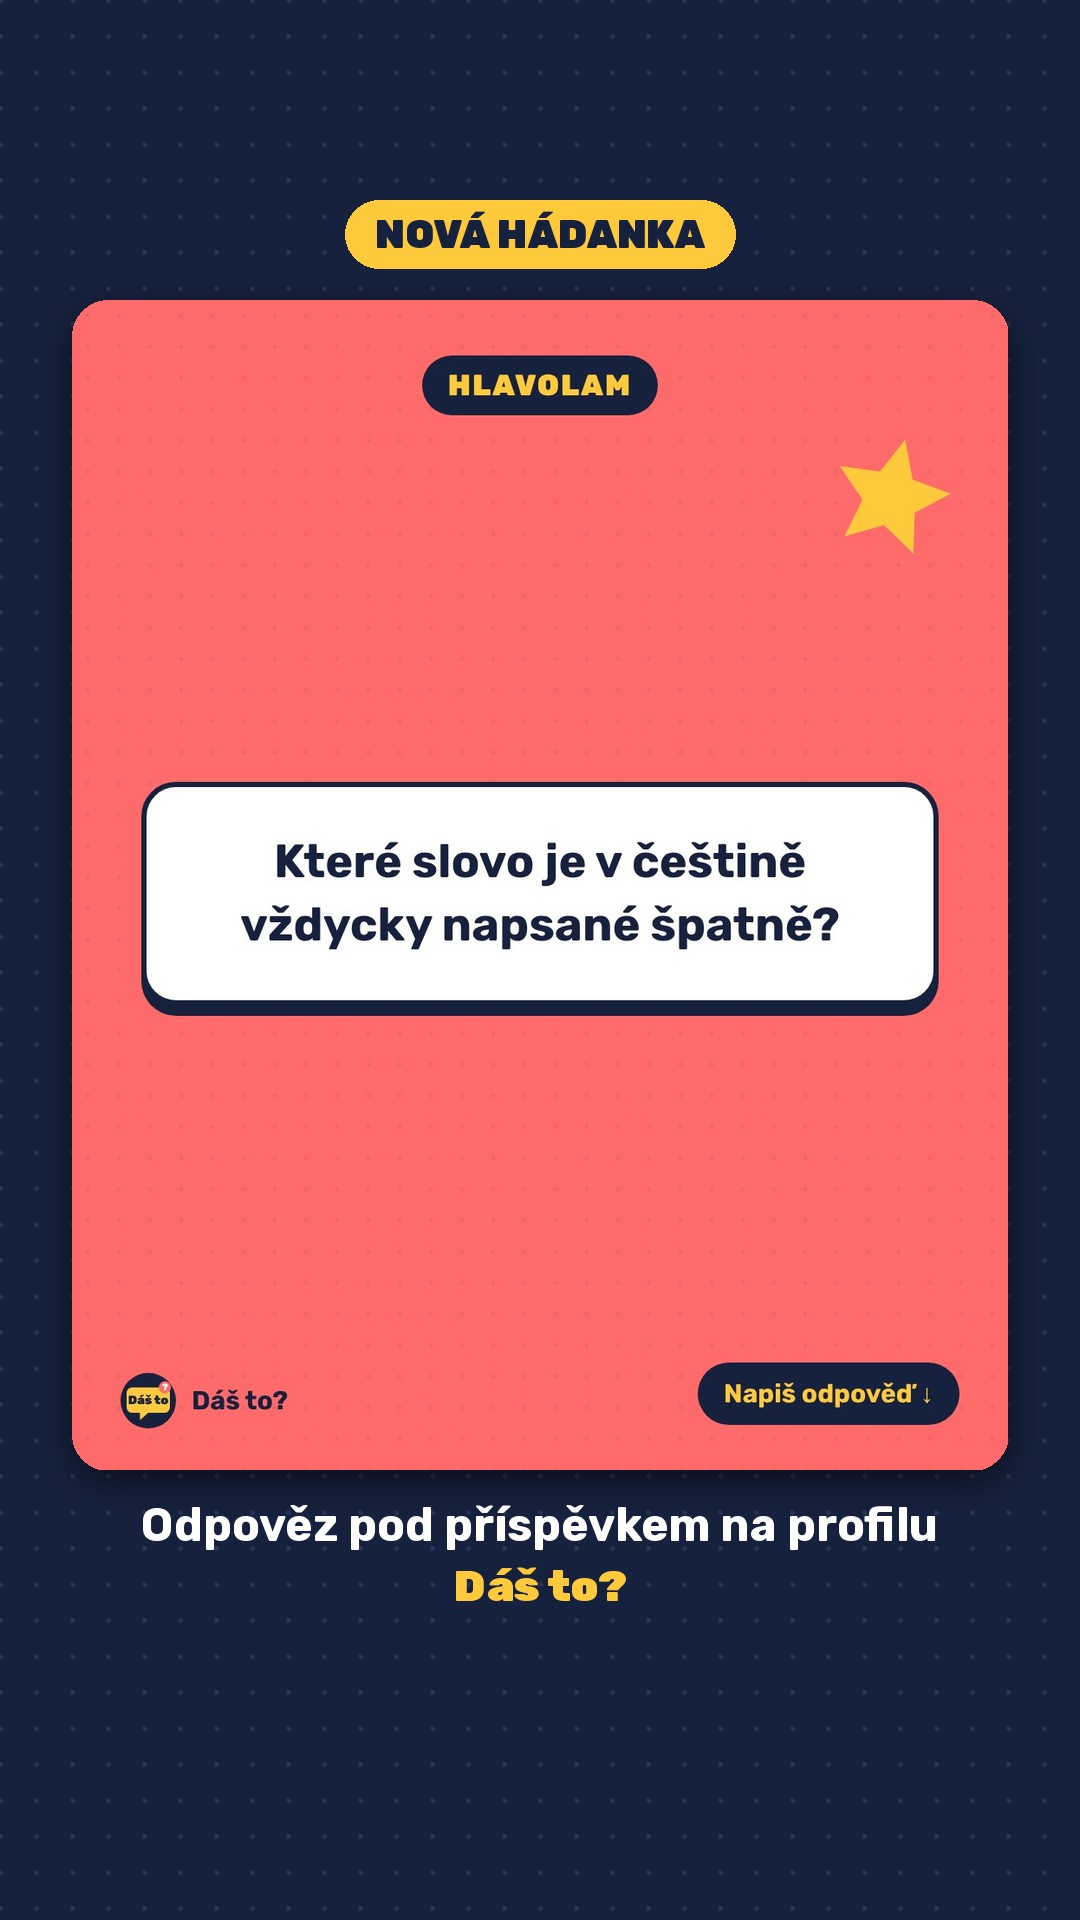 NOVÁ HÁDANKA
HLAVOLAM
Které slovo je v češtině
vždycky napsané špatně?
Dáš to
?
Dáš to?
Napiš odpověď ↓
Odpověz pod příspěvkem na profilu
Dáš to?